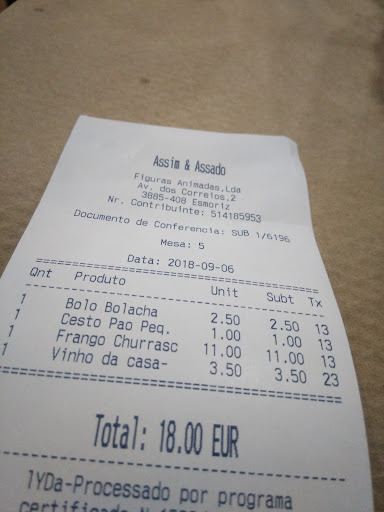 Assim & Assado
Figuras Animadas,Lda
Av. dos Correios,2
3885-408 Esmoriz
Nr. Contribuinte: 514185953
Documento de Conferencia: SUB 1/6196
Mesa: 5
Data: 2018-09-06
====================================
Qnt Produto Unit Subt Tx
1 Bolo Bolacha 2.50 2.50 13
1 Cesto Pao Peq. 1.00 1.00 13
1 Frango Churrasc 11.00 11.00 13
1 Vinho da casa- 3.50 3.50 23
====================================
Total: 18.00 EUR
lYDa-Processado por programa
certificado